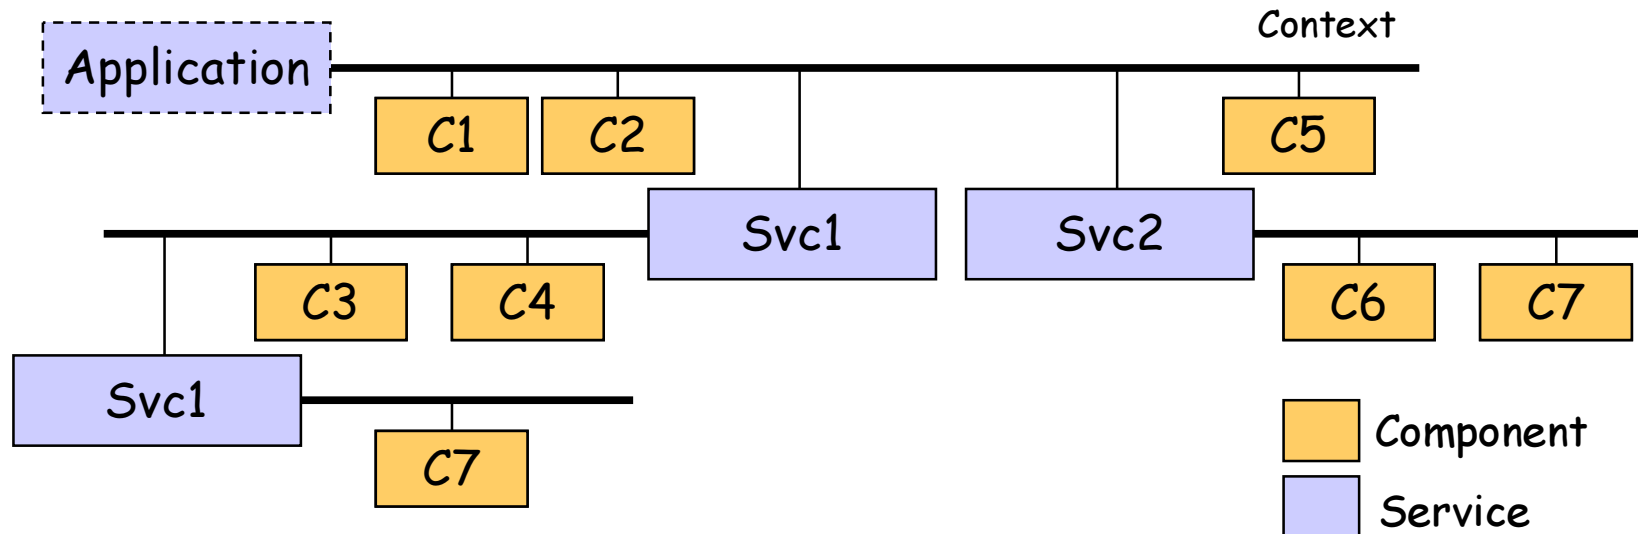 Context
Application
C1
C2
C5
Svc1
Svc2
C3
C4
C6
C7
Svc1
C7
Component
Service